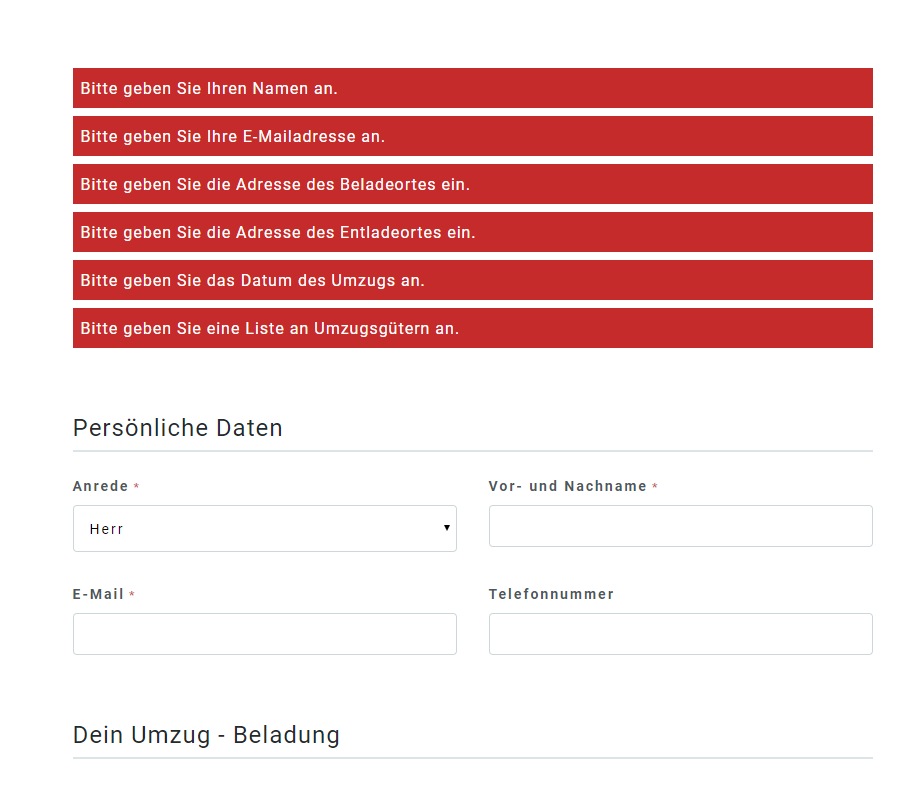 Bitte geben Sie Ihren Namen an.
Bitte geben Sie Ihre E-Mailadresse an.
Bitte geben Sie die Adresse des Beladeortes ein.
Bitte geben Sie die Adresse des Entladeortes ein.
Bitte geben Sie das Datum des Umzugs an.
Bitte geben Sie eine Liste an Umzugsgütern an.
Persönliche Daten
Anrede * Vor- und Nachname *
Herr
E-Mail * Telefonnummer
Dein Umzug - Beladung